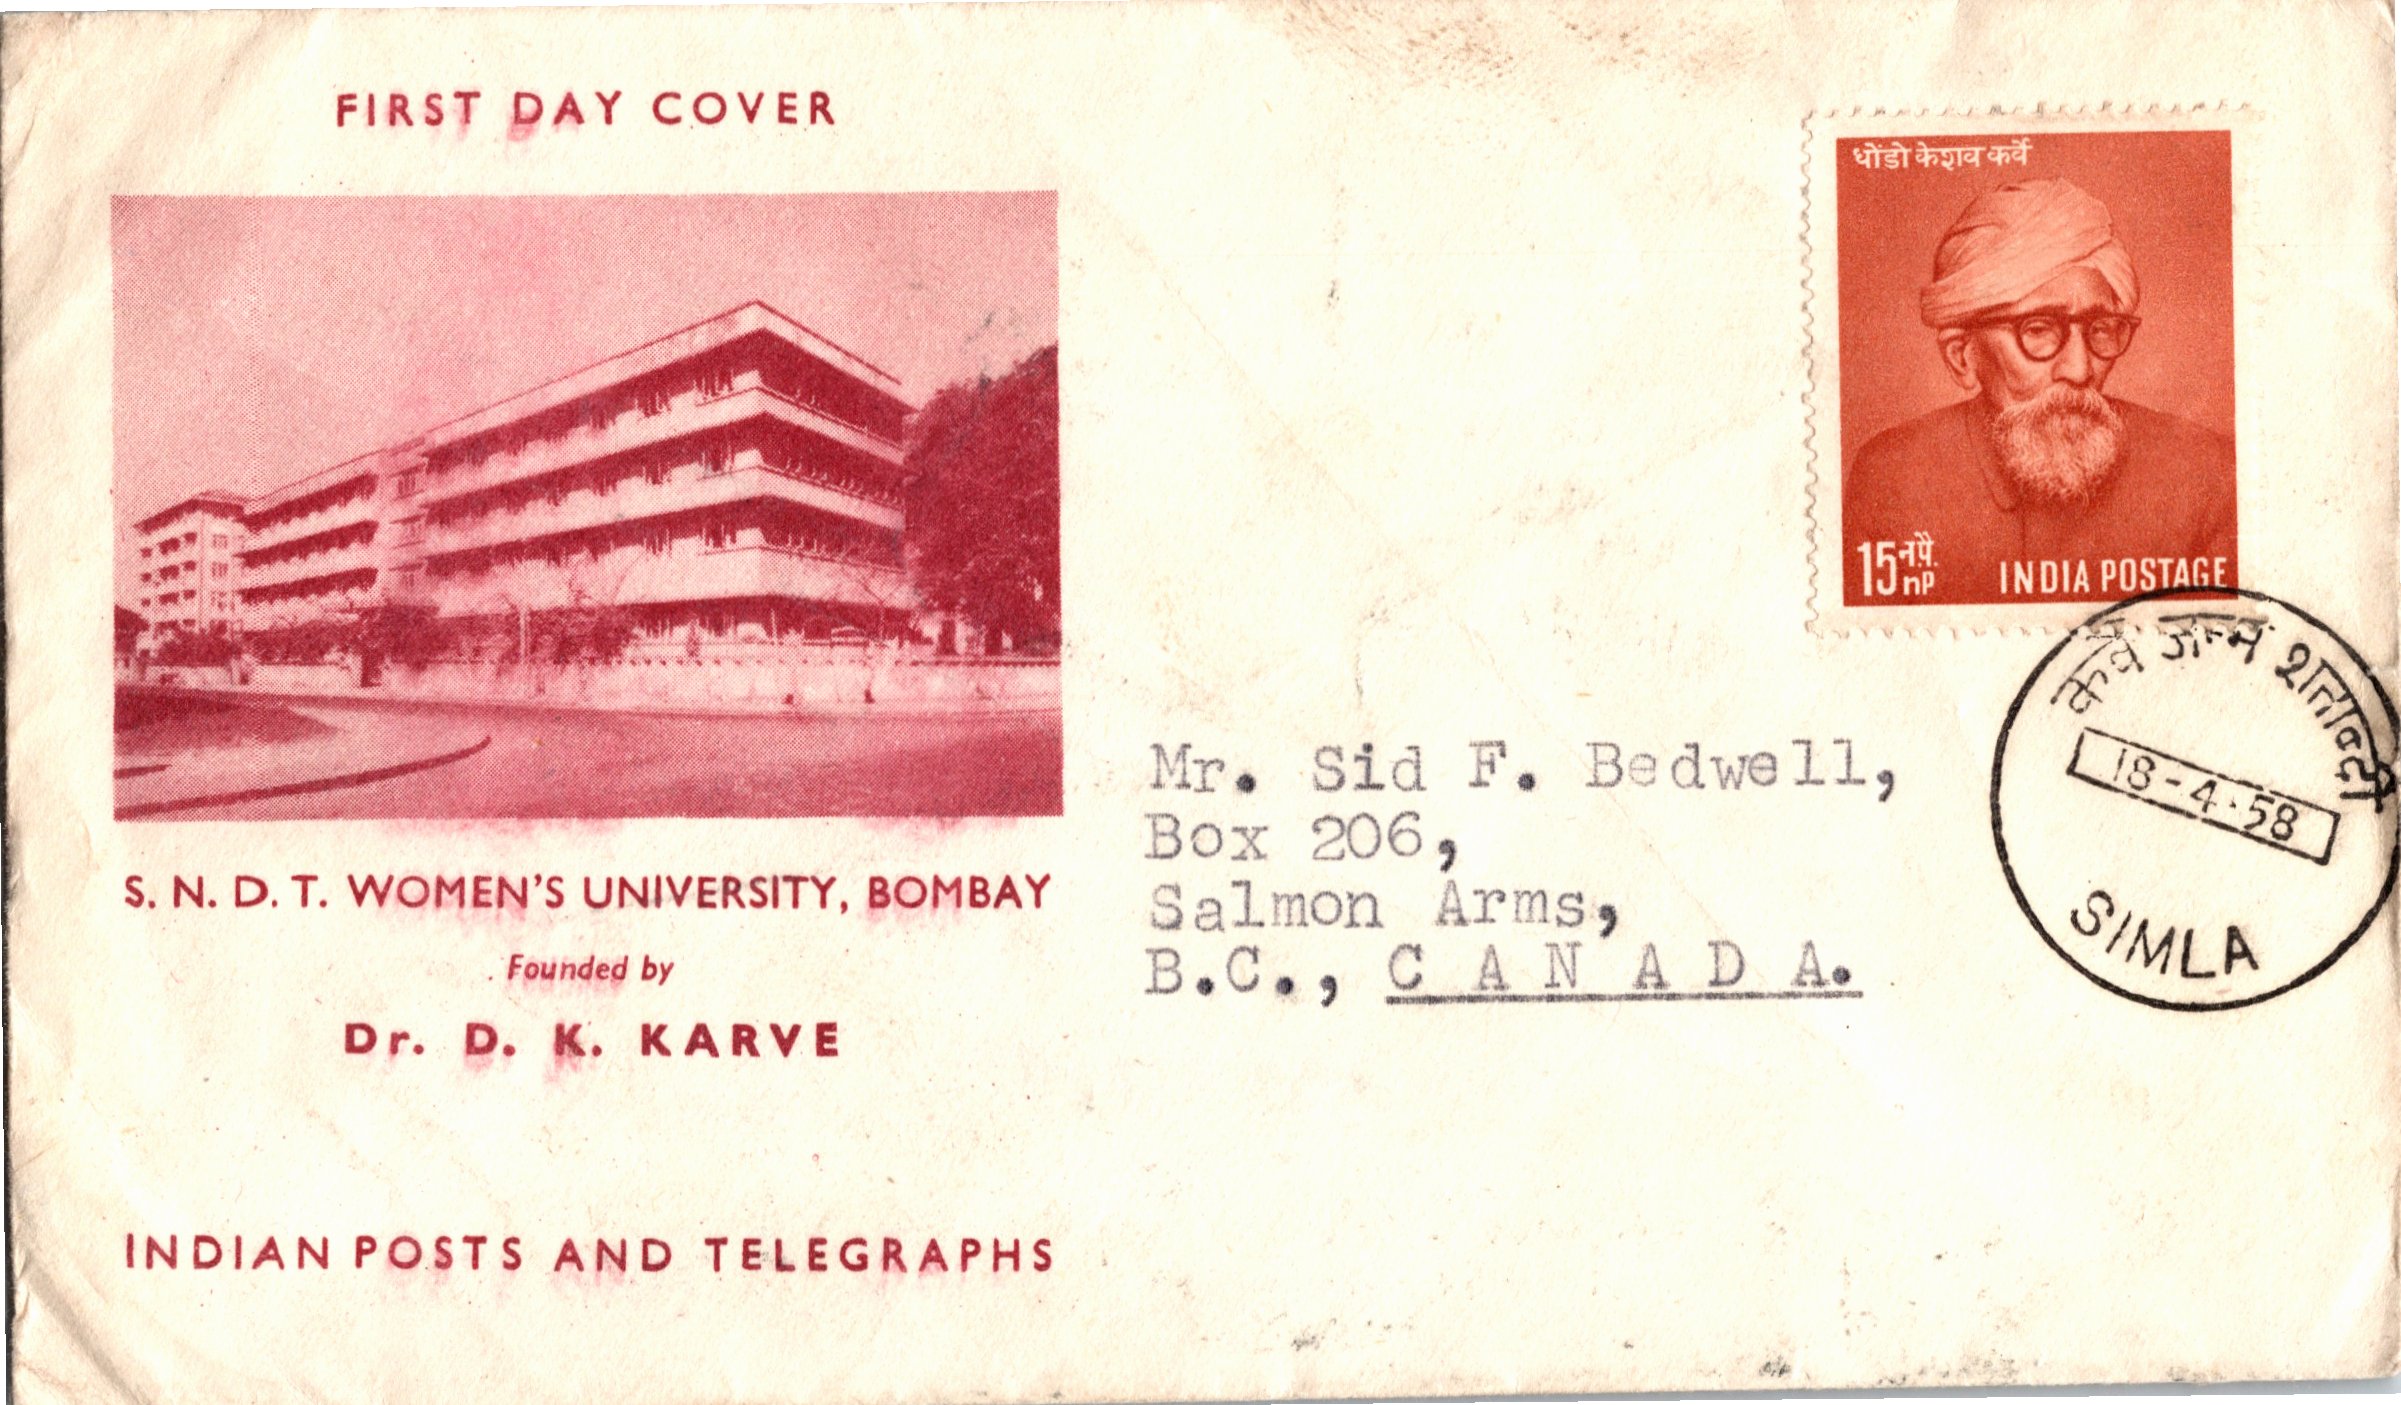 FIRST DAY COVER
धोंडो केशव कर्वे
15 न.पै.
nP
INDIA POSTAGE
कर्वे जन्म शताब्दी
18-4-58
SIMLA
Mr. Sid F. Bedwell,
Box 206,
Salmon Arms,
B.C., C A N A D A.
S. N. D. T. WOMEN'S UNIVERSITY, BOMBAY
Founded by
Dr. D. K. KARVE
INDIAN POSTS AND TELEGRAPHS